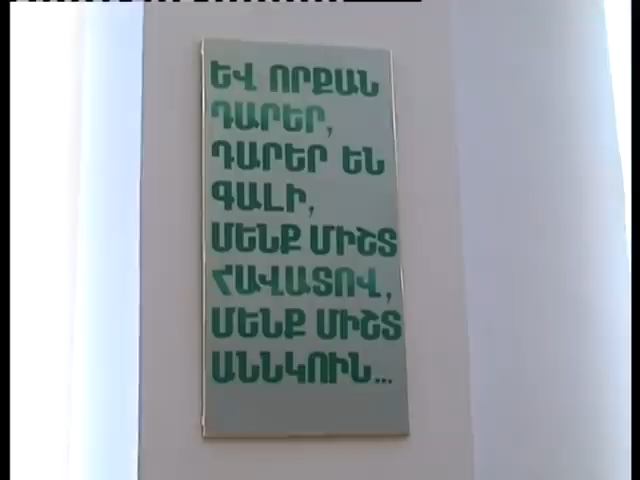 ԵՎ ՈՐՔԱՆ
ԴԱՐԵՐ,
ԴԱՐԵՐ ԵՆ
ԳԱԼԻ,
ՄԵՆՔ ՄԻՇՏ
ՀԱՎԱՏՈՎ,
ՄԵՆՔ ՄԻՇՏ
ԱՆՆԿՈՒՆ...